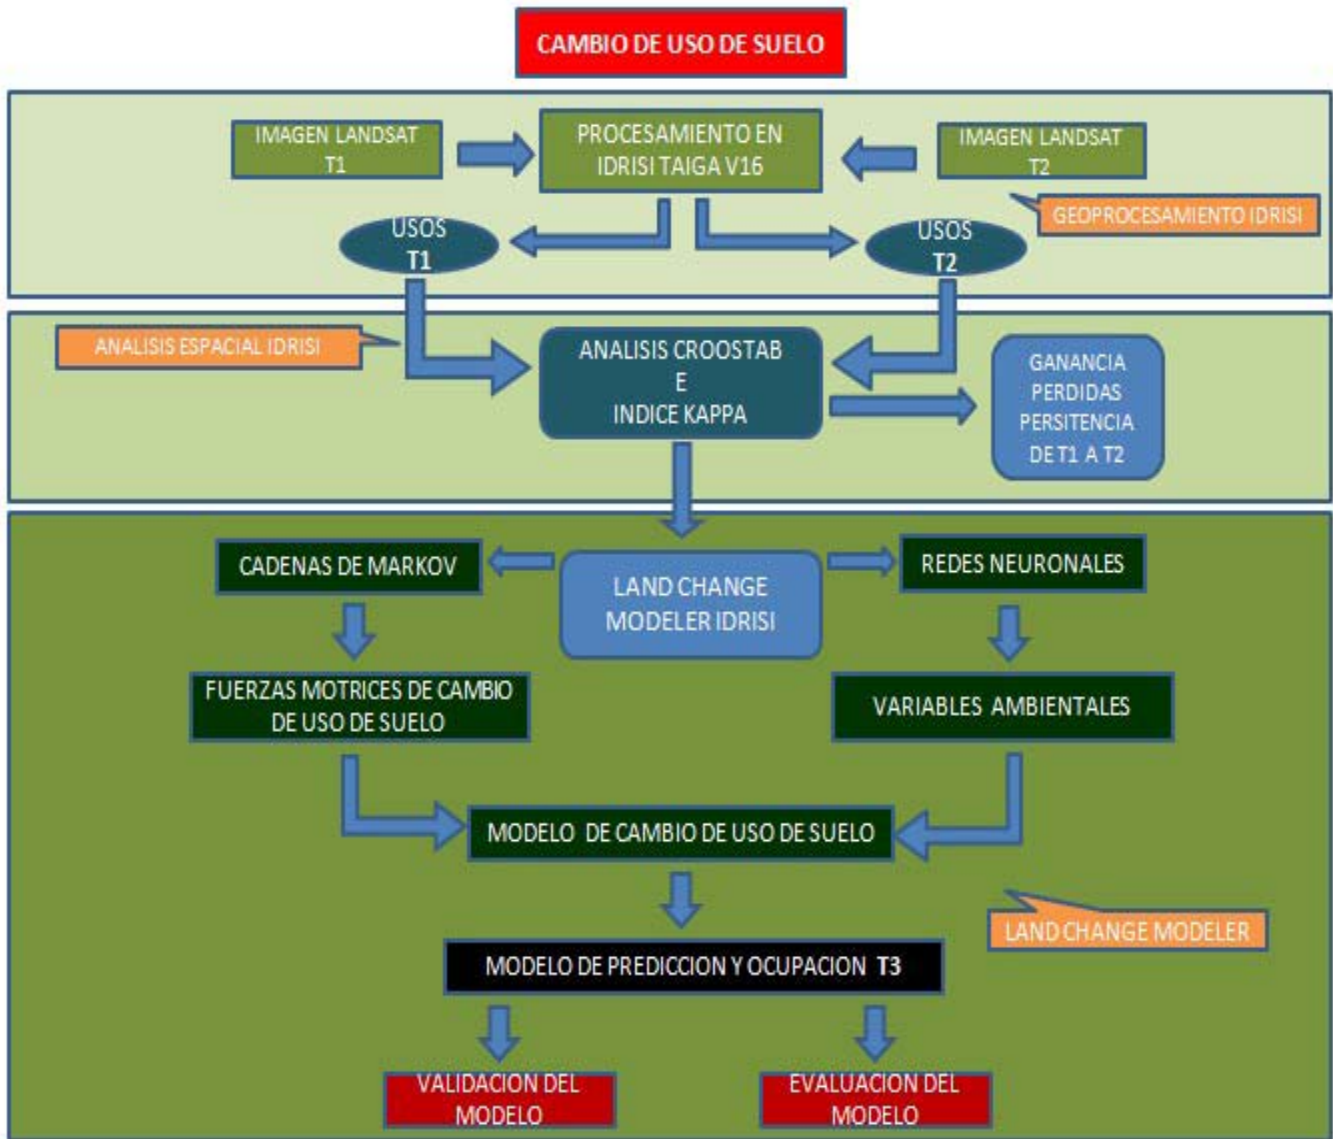 CAMBIO DE USO DE SUELO
IMAGEN LANDSAT
T1
PROCESAMIENTO EN
IDRISI TAIGA V16
IMAGEN LANDSAT
T2
GEOPROCESAMIENTO IDRISI
USOS
T1
USOS
T2
ANALISIS ESPACIAL IDRISI
ANALISIS CROOSTAB
E
INDICE KAPPA
GANANCIA
PERDIDAS
PERSITENCIA
DE T1 A T2
CADENAS DE MARKOV
LAND CHANGE
MODELER IDRISI
REDES NEURONALES
FUERZAS MOTRICES DE CAMBIO
DE USO DE SUELO
VARIABLES AMBIENTALES
MODELO DE CAMBIO DE USO DE SUELO
LAND CHANGE MODELER
MODELO DE PREDICCION Y OCUPACION T3
VALIDACION DEL
MODELO
EVALUACION DEL
MODELO